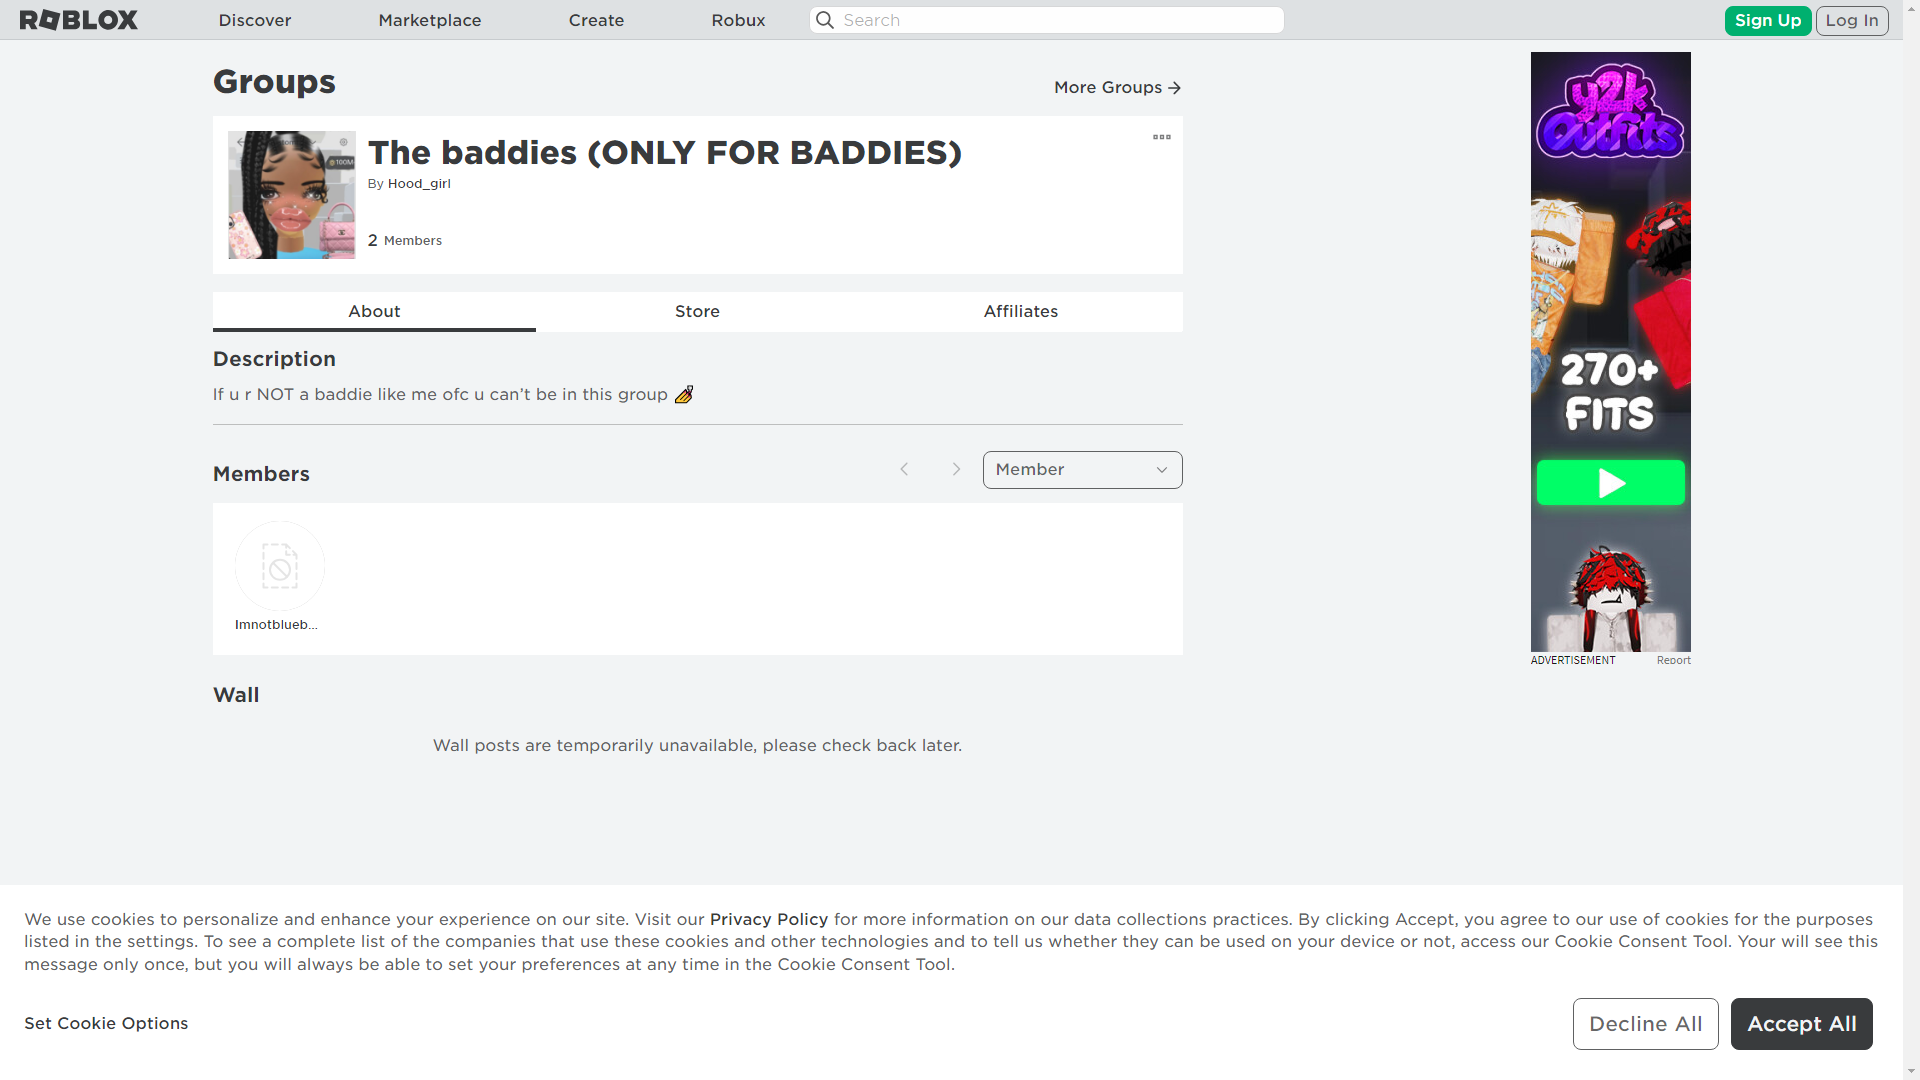 ROBLOX
Discover
Marketplace
Create
Robux
Search
Sign Up
Log In
Groups
More Groups
100M
The baddies (ONLY FOR BADDIES)
By Hood_girl
2 Members
About
Store
Affiliates
Description
If u r NOT a baddie like me ofc u can’t be in this group 💅
Members
Member
Imnotblueb...
Wall
Wall posts are temporarily unavailable, please check back later.
y2k
Outfits
270+
FITS
ADVERTISEMENT
Report
We use cookies to personalize and enhance your experience on our site. Visit our Privacy Policy for more information on our data collections practices. By clicking Accept, you agree to our use of cookies for the purposes
listed in the settings. To see a complete list of the companies that use these cookies and other technologies and to tell us whether they can be used on your device or not, access our Cookie Consent Tool. Your will see this
message only once, but you will always be able to set your preferences at any time in the Cookie Consent Tool.
Set Cookie Options
Decline All
Accept All